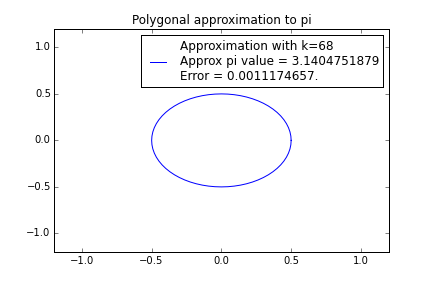 Polygonal approximation to pi
Approximation with k=68
Approx pi value = 3.1404751879
Error = 0.0011174657.
1.0
0.5
0.0
−0.5
−1.0
−1.0
−0.5
0.0
0.5
1.0